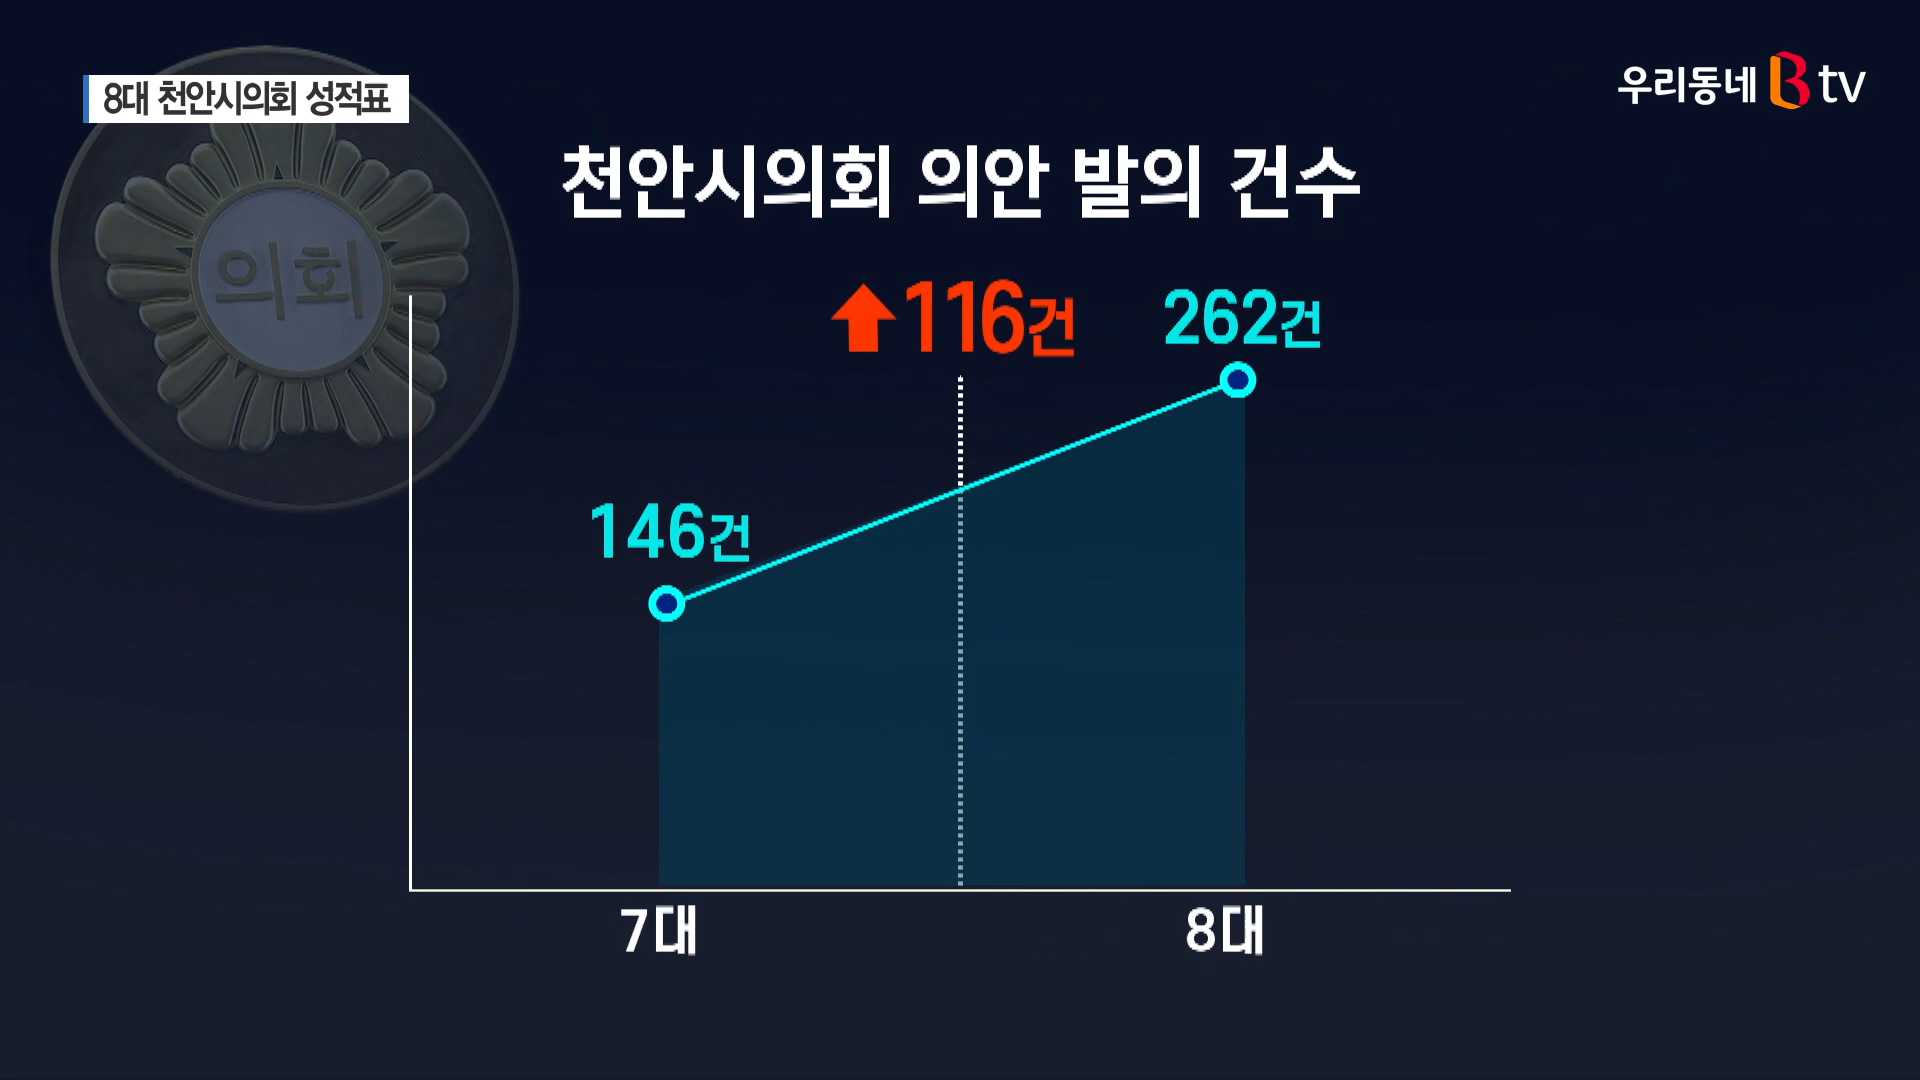 8대 천안시의회 성적표
우리동네 B tv
천안시의회 의안 발의 건수
의회
116건
262건
146건
7대
8대